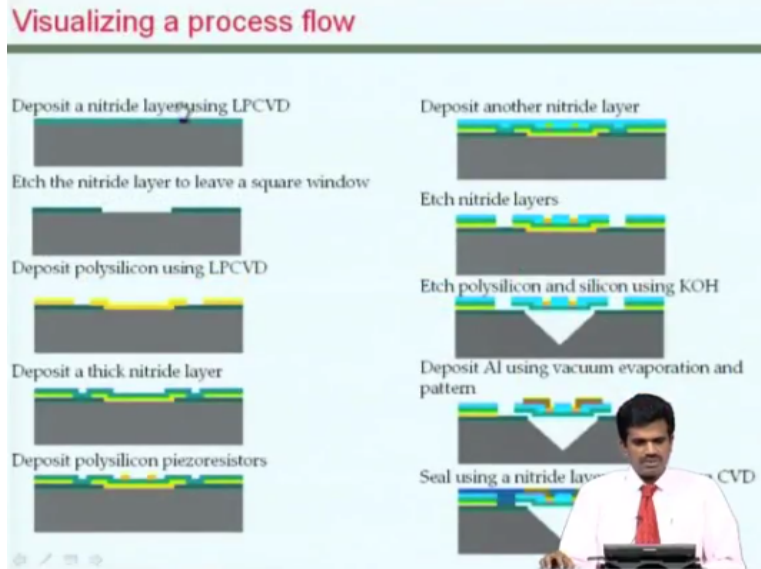 Visualizing a process flow
Deposit a nitride layer using LPCVD
Etch the nitride layer to leave a square window
Deposit polysilicon using LPCVD
Deposit a thick nitride layer
Deposit polysilicon piezoresistors
Deposit another nitride layer
Etch nitride layers
Etch polysilicon and silicon using KOH
Deposit Al using vacuum evaporation and
pattern
Seal using a nitride CVD